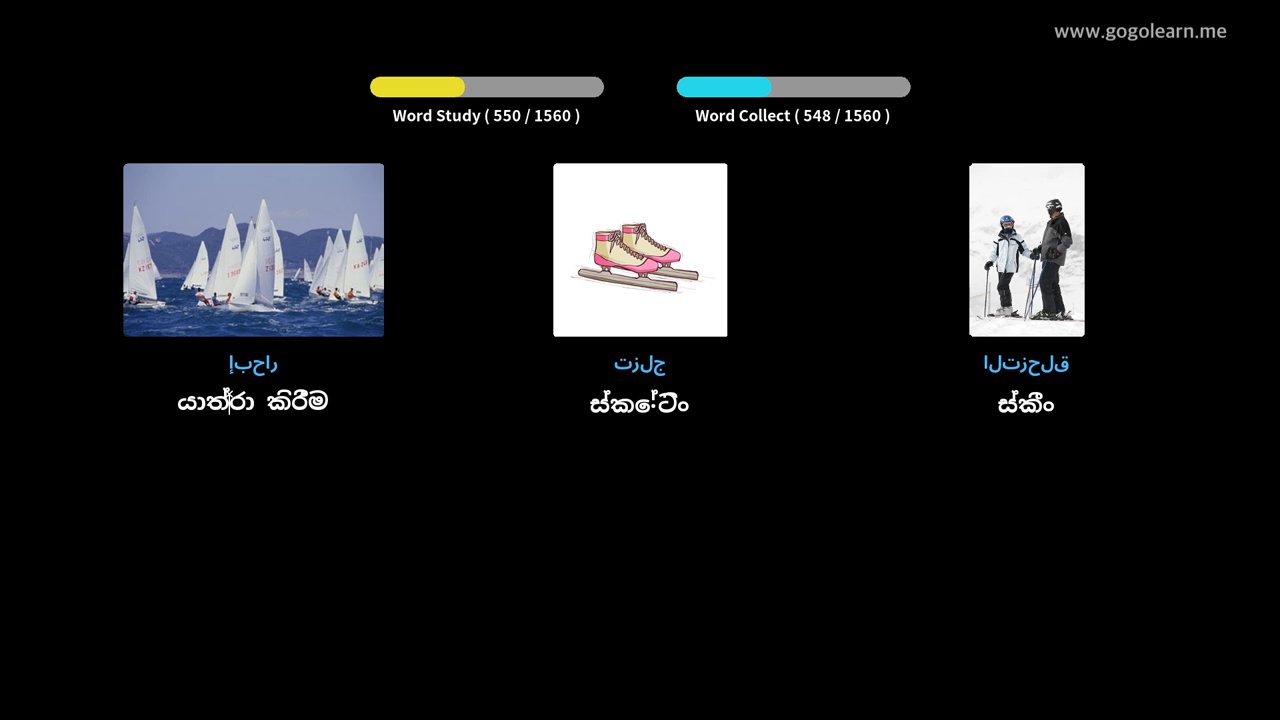 www.gogolearn.me
Word Study ( 550 / 1560 )
Word Collect ( 548 / 1560 )
إبحار
تزلج
التزحلق
යාත්‍රා කිරීම
ස්කේටිං
ස්කීං